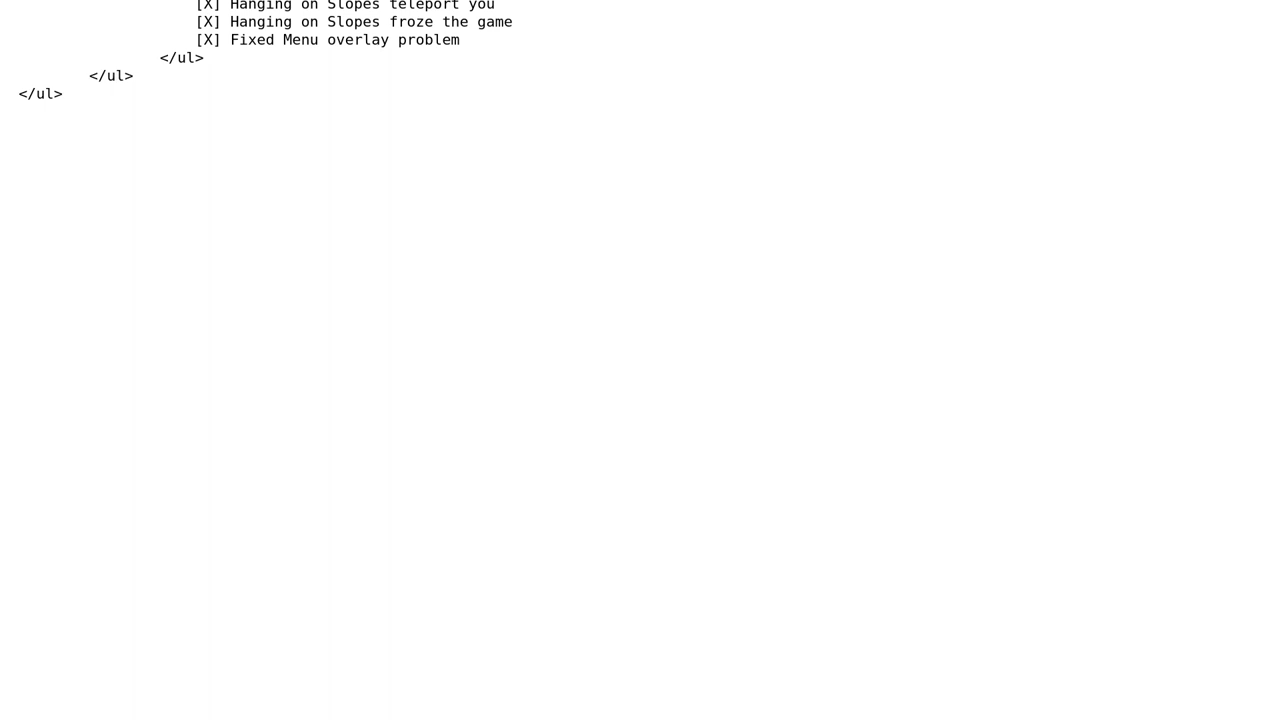 [X] Hanging on Slopes teleport you
[X] Hanging on Slopes froze the game
[X] Fixed Menu overlay problem
</ul>
</ul>
</ul>